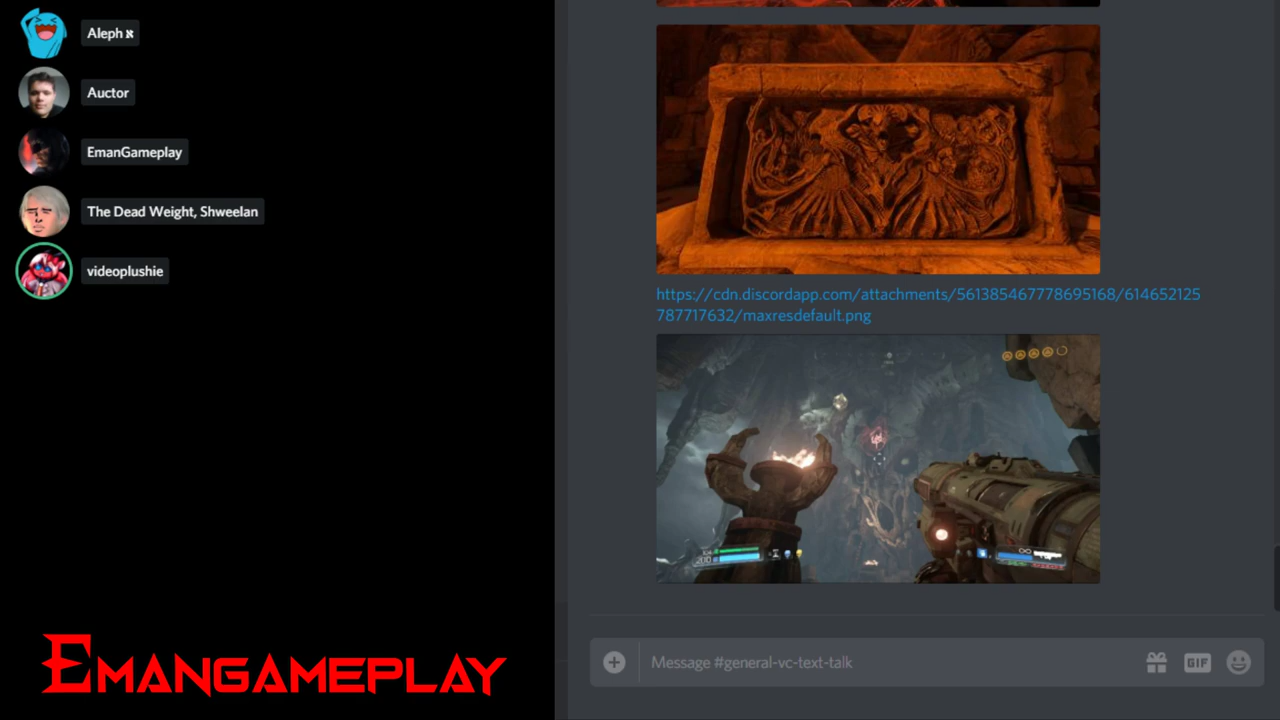 Aleph א
Auctor
EmanGameplay
The Dead Weight, Shweelan
videoplushie
EMANGAMEPLAY
https://cdn.discordapp.com/attachments/561385467778695168/614652125
787717632/maxresdefault.png
Message #general-vc-text-talk
GIF